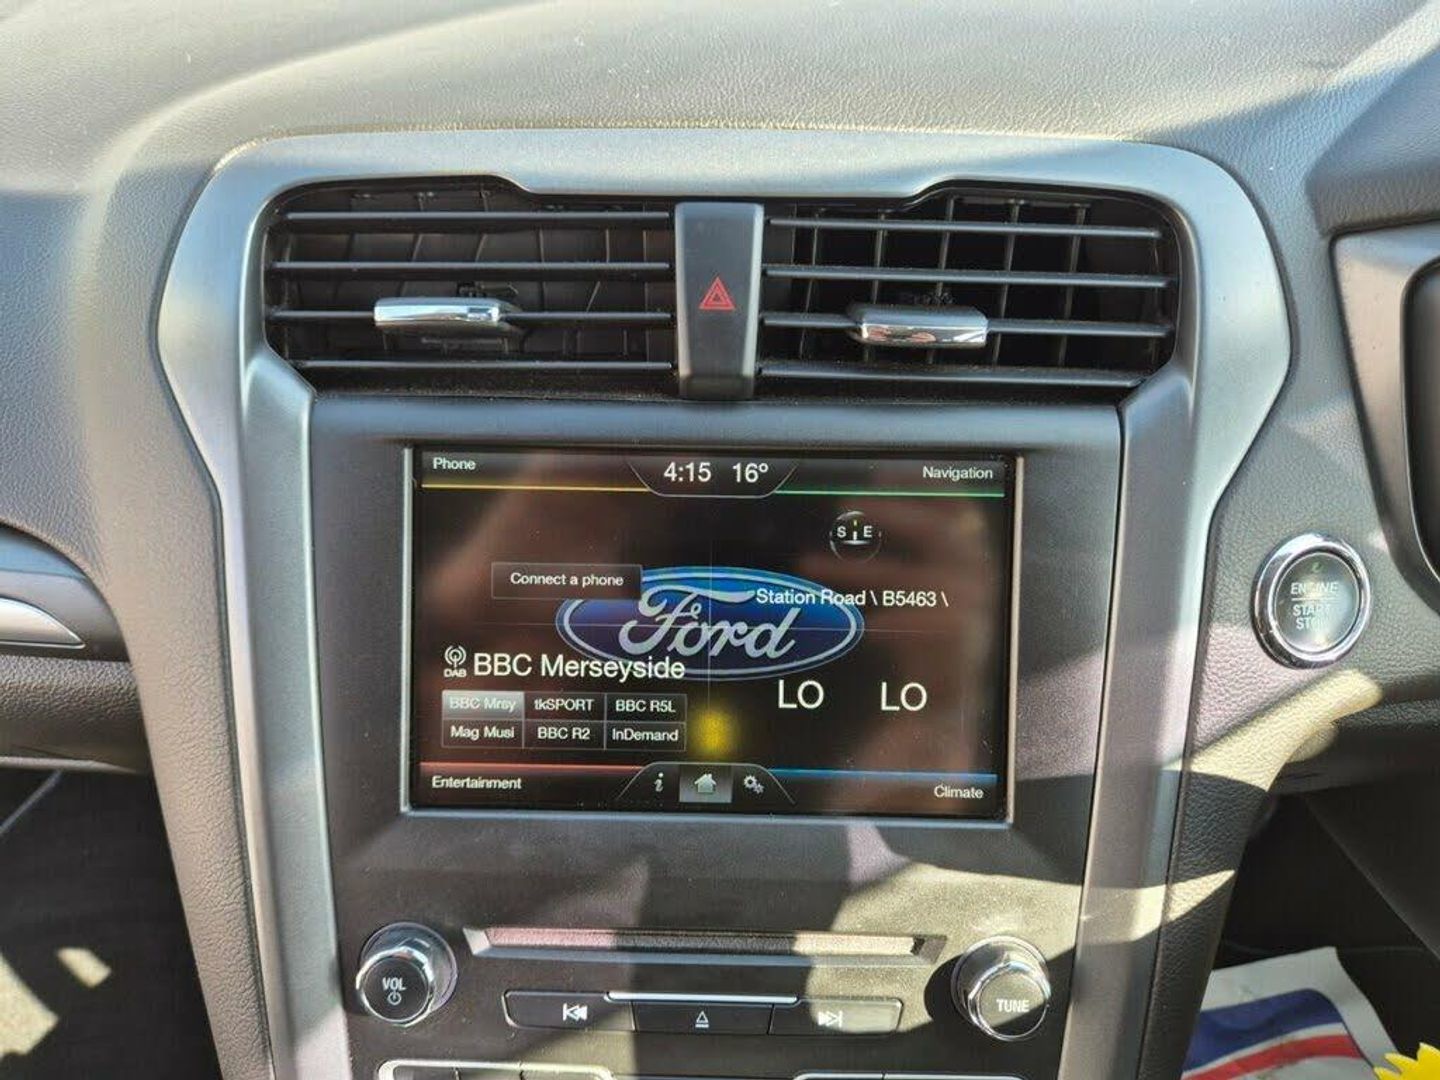 Phone
4:15 16°
Navigation
S E
Connect a phone
Station Road \ B5463 \
Ford
DAB BBC Merseyside
LO LO
BBC Mrsy tkSPORT BBC R5L
Mag Musi BBC R2 InDemand
Entertainment
i
Climate
ENGINE
START
STOP
VOL
TUNE